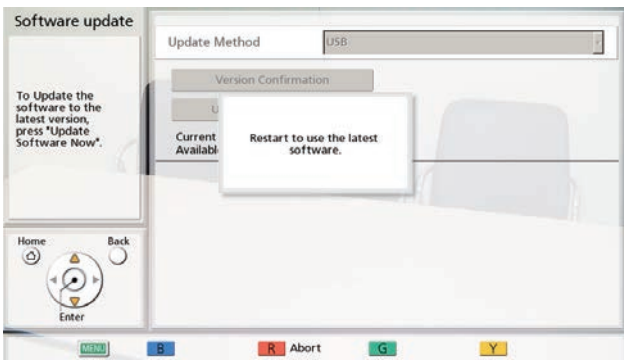 Software update
To Update the
software to the
latest version,
press "Update
Software Now".
Update Method
USB
Version Confirmation
U
Current
Availabl
Restart to use the latest
software.
Home
Back
Enter
MENU
B
R Abort
G
Y